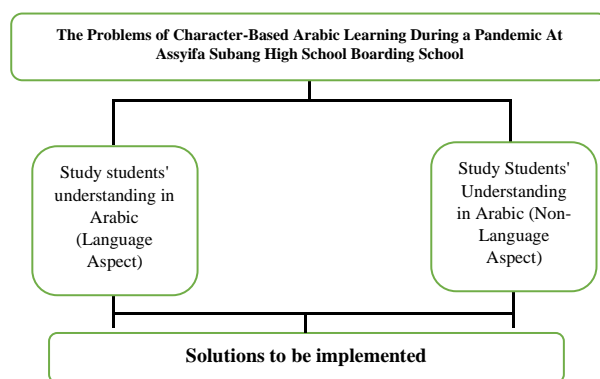 The Problems of Character-Based Arabic Learning During a Pandemic At
Assyifa Subang High School Boarding School
Study students'
understanding in
Arabic
(Language
Aspect)
Study Students'
Understanding
in Arabic (Non-
Language
Aspect)
Solutions to be implemented